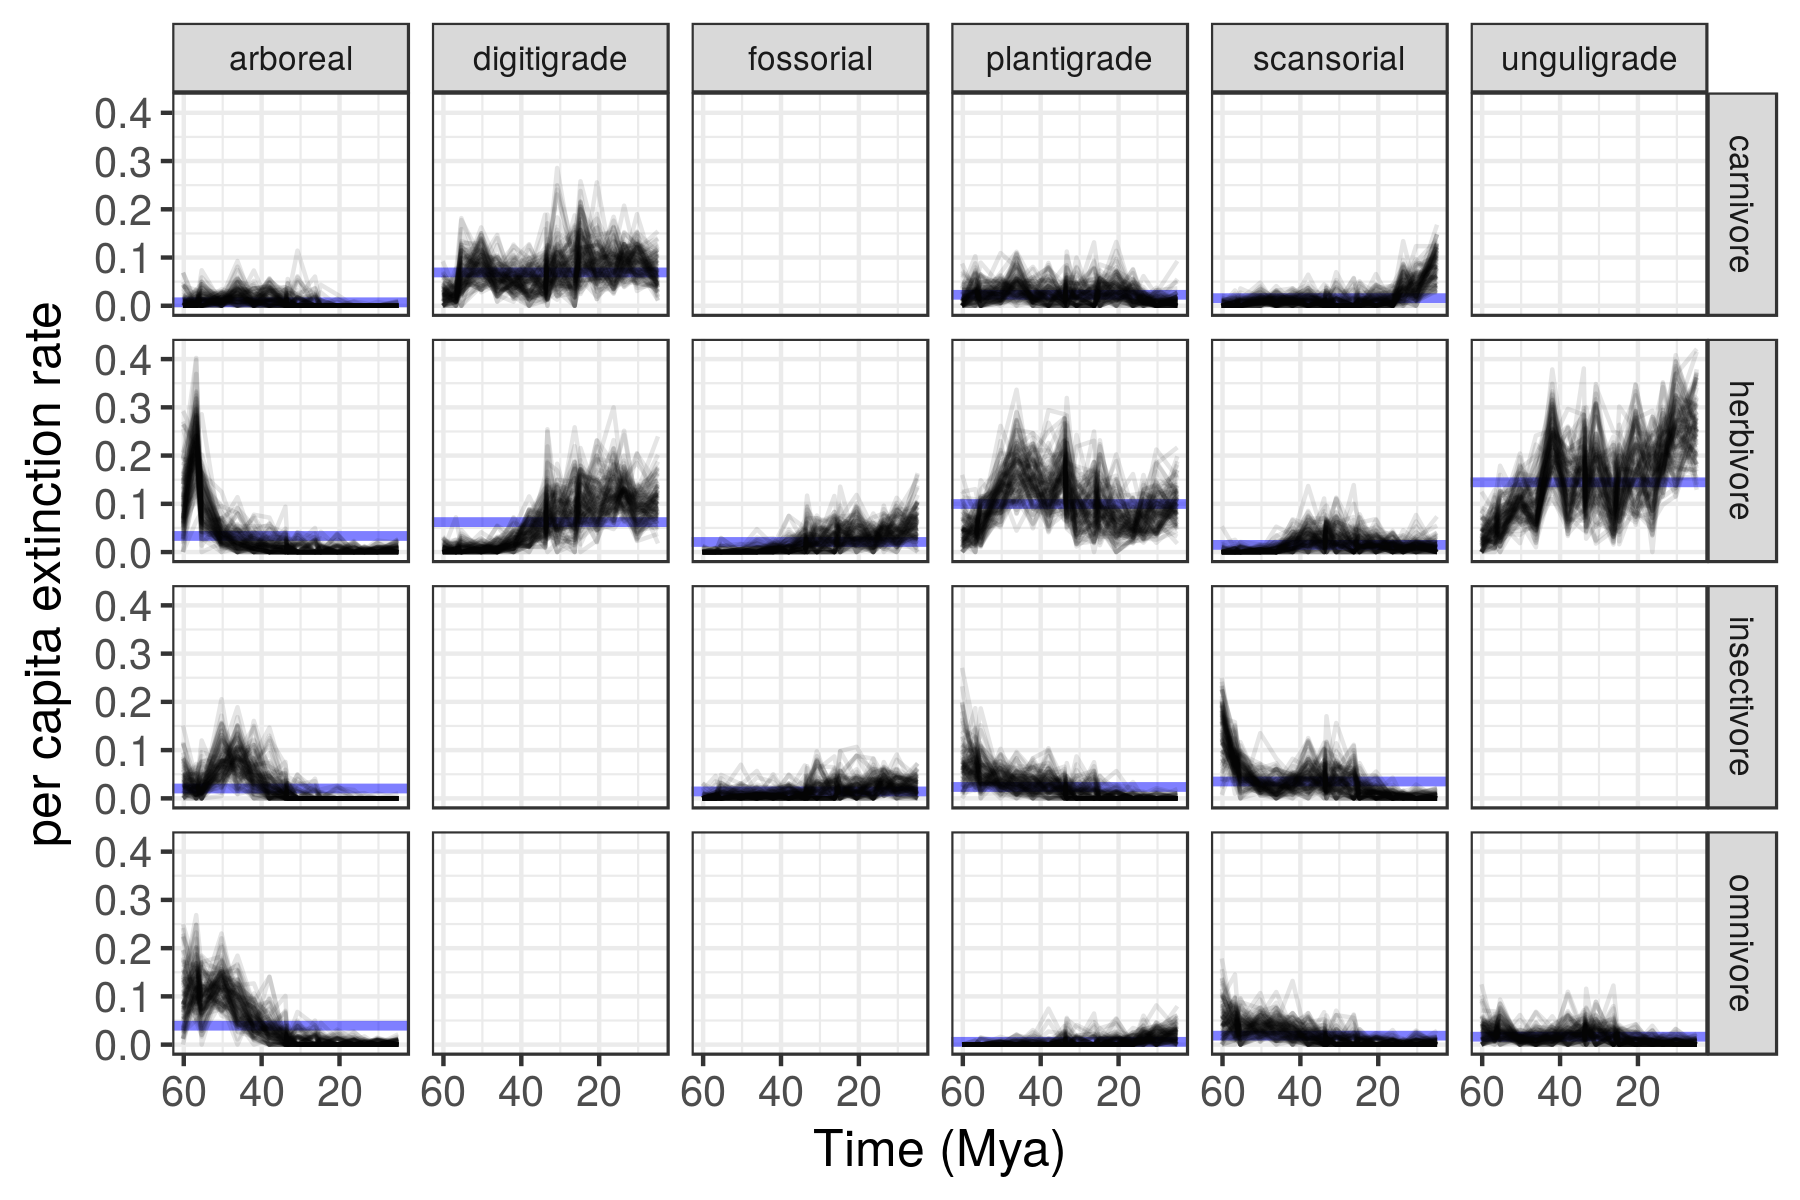 arboreal digitigrade fossorial plantigrade scansorial unguligrade
per capita extinction rate
0.4
0.3
0.2
0.1
0.0
carnivore
0.4
0.3
0.2
0.1
0.0
herbivore
0.4
0.3
0.2
0.1
0.0
insectivore
0.4
0.3
0.2
0.1
0.0
omnivore
60 40 20 60 40 20 60 40 20 60 40 20 60 40 20 60 40 20
Time (Mya)